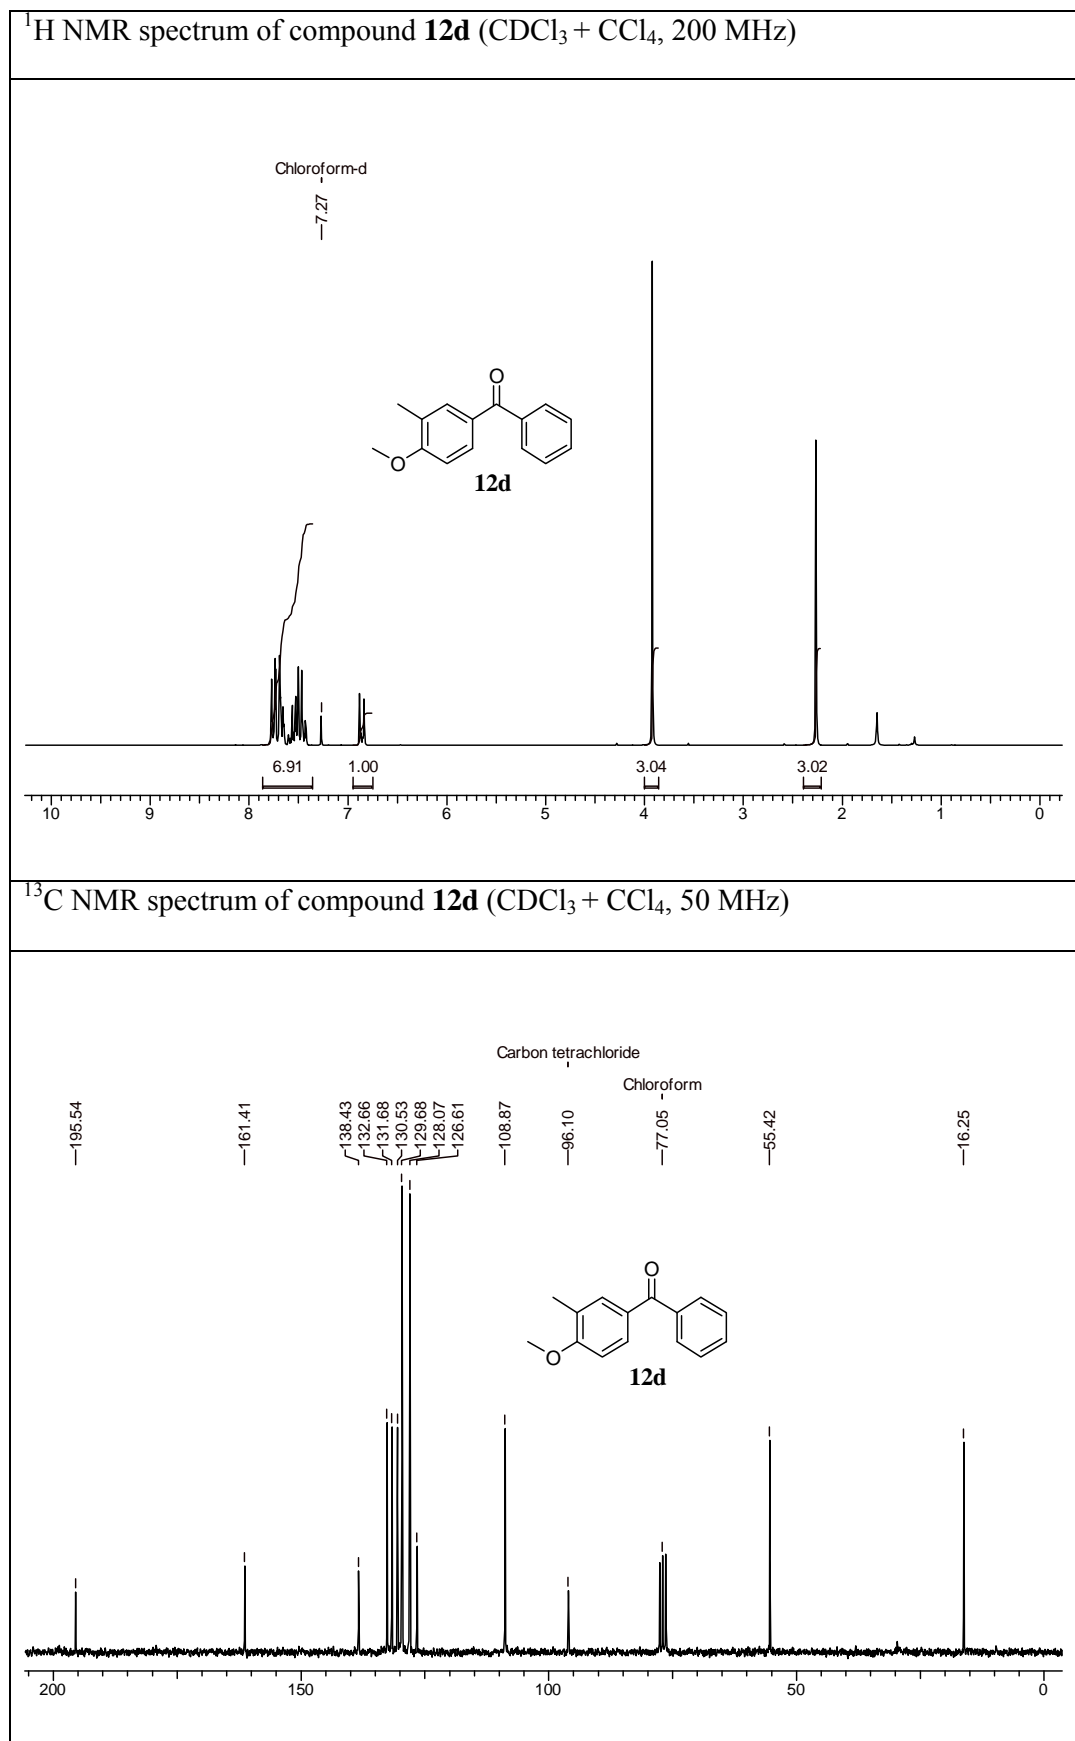 ¹H NMR spectrum of compound 12d (CDCl₃ + CCl₄, 200 MHz)
Chloroform-d
7.27
O
O
12d
6.91 1.00 3.04 3.02
10 9 8 7 6 5 4 3 2 1 0
¹³C NMR spectrum of compound 12d (CDCl₃ + CCl₄, 50 MHz)
Carbon tetrachloride
Chloroform
195.54 161.41 138.43 132.66 131.68 130.53 129.68 128.07 126.61 108.87 96.10 77.05 55.42 16.25
O
O
12d
200 150 100 50 0